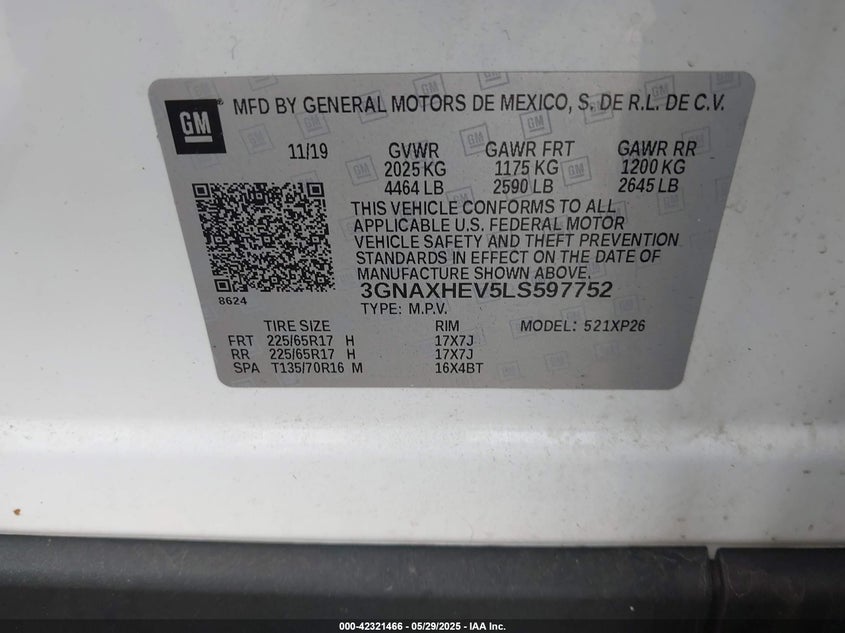 GM ® MFD BY GENERAL MOTORS DE MEXICO, S. DE R.L. DE C.V.
11/19 GVWR GAWR FRT GAWR RR
2025 KG 1175 KG 1200 KG
4464 LB 2590 LB 2645 LB
THIS VEHICLE CONFORMS TO ALL
APPLICABLE U.S. FEDERAL MOTOR
VEHICLE SAFETY AND THEFT PREVENTION
STANDARDS IN EFFECT ON THE DATE OF
MANUFACTURE SHOWN ABOVE.
8624 3GNAXHEV5LS597752
TYPE: M.P.V.
TIRE SIZE RIM MODEL: 521XP26
FRT 225/65R17 H 17X7J
RR 225/65R17 H 17X7J
SPA T135/70R16 M 16X4BT
000-42321466 - 05/29/2025 - IAA Inc.